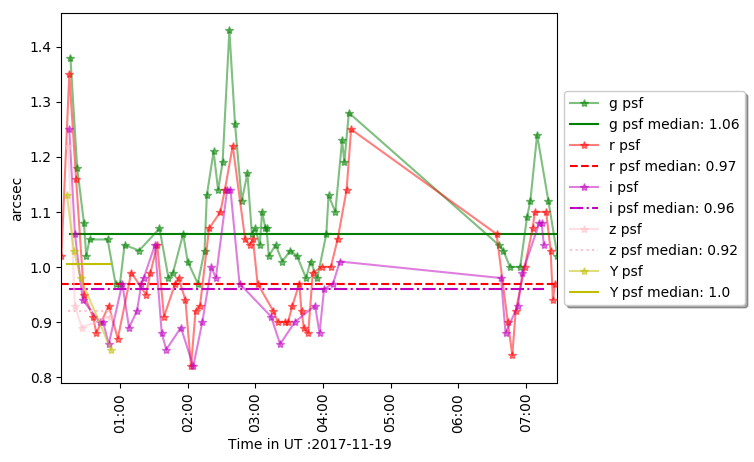 1.4
1.3
1.2
1.1
1.0
0.9
0.8
arcsec
01:00
02:00
03:00
04:00
05:00
06:00
07:00
Time in UT :2017-11-19
g psf
g psf median: 1.06
r psf
r psf median: 0.97
i psf
i psf median: 0.96
z psf
z psf median: 0.92
Y psf
Y psf median: 1.0